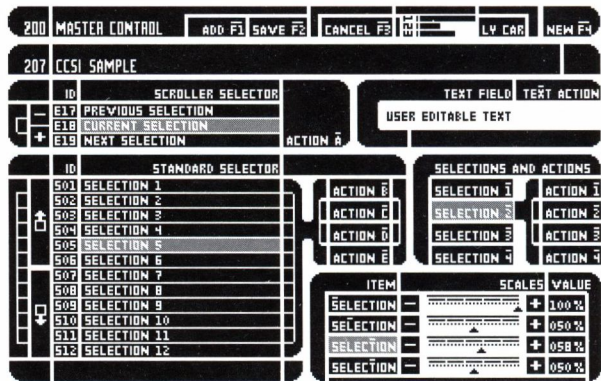 200 MASTER CONTROL ADD F1 SAVE F2 CANCEL F3 LY CAR NEW F4
207 CCSI SAMPLE
ID SCROLLER SELECTOR
E17 PREVIOUS SELECTION
E18 CURRENT SELECTION
E19 NEXT SELECTION
ACTION A
TEXT FIELD TEXT ACTION
USER EDITABLE TEXT
ID STANDARD SELECTOR
S01 SELECTION 1
S02 SELECTION 2
S03 SELECTION 3
S04 SELECTION 4
S05 SELECTION 5
S06 SELECTION 6
S07 SELECTION 7
S08 SELECTION 8
S09 SELECTION 9
S10 SELECTION 10
S11 SELECTION 11
S12 SELECTION 12
ACTION B
ACTION C
ACTION D
ACTION E
SELECTIONS AND ACTIONS
SELECTION 1 ACTION 1
SELECTION 2 ACTION 2
SELECTION 3 ACTION 3
SELECTION 4 ACTION 4
ITEM SCALES VALUE
SELECTION - + 100 %
SELECTION - + 050 %
SELECTION - + 058 %
SELECTION - + 050 %